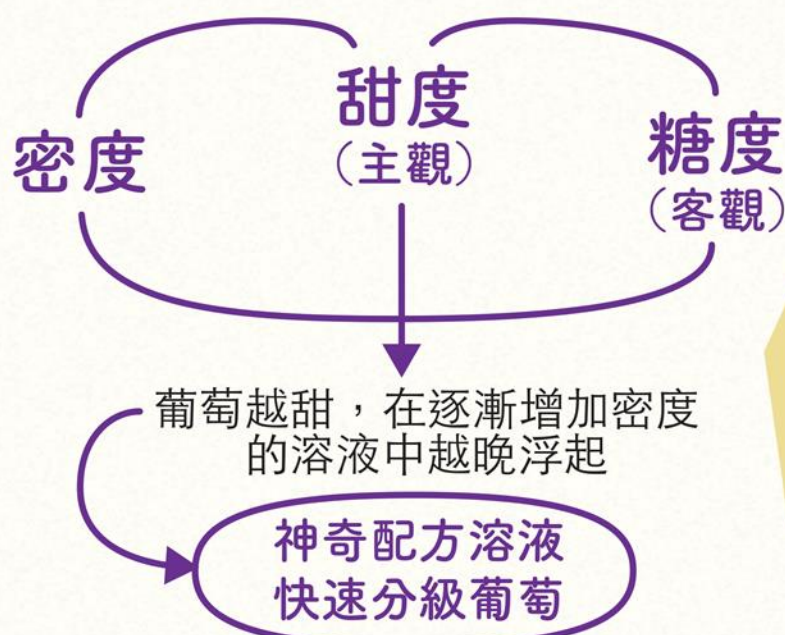 密度
甜度
（主觀）
糖度
（客觀）
葡萄越甜，在逐漸增加密度
的溶液中越晚浮起
神奇配方溶液
快速分級葡萄